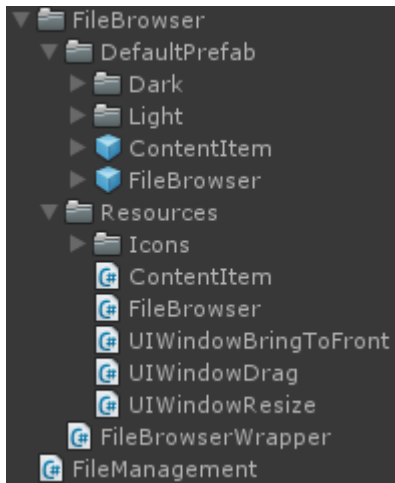 FileBrowser
DefaultPrefab
Dark
Light
ContentItem
FileBrowser
Resources
Icons
C# ContentItem
C# FileBrowser
C# UIWindowBringToFront
C# UIWindowDrag
C# UIWindowResize
C# FileBrowserWrapper
C# FileManagement